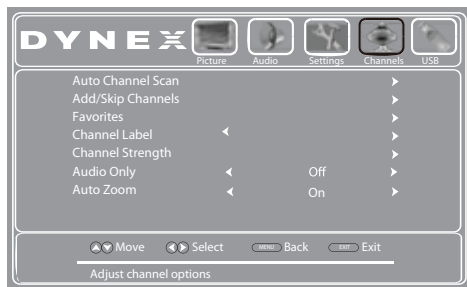 DYNEX
Picture Audio Settings Channels USB
Auto Channel Scan
Add/Skip Channels
Favorites
Channel Label
Channel Strength
Audio Only Off
Auto Zoom On
Move Select MENU Back EXIT Exit
Adjust channel options